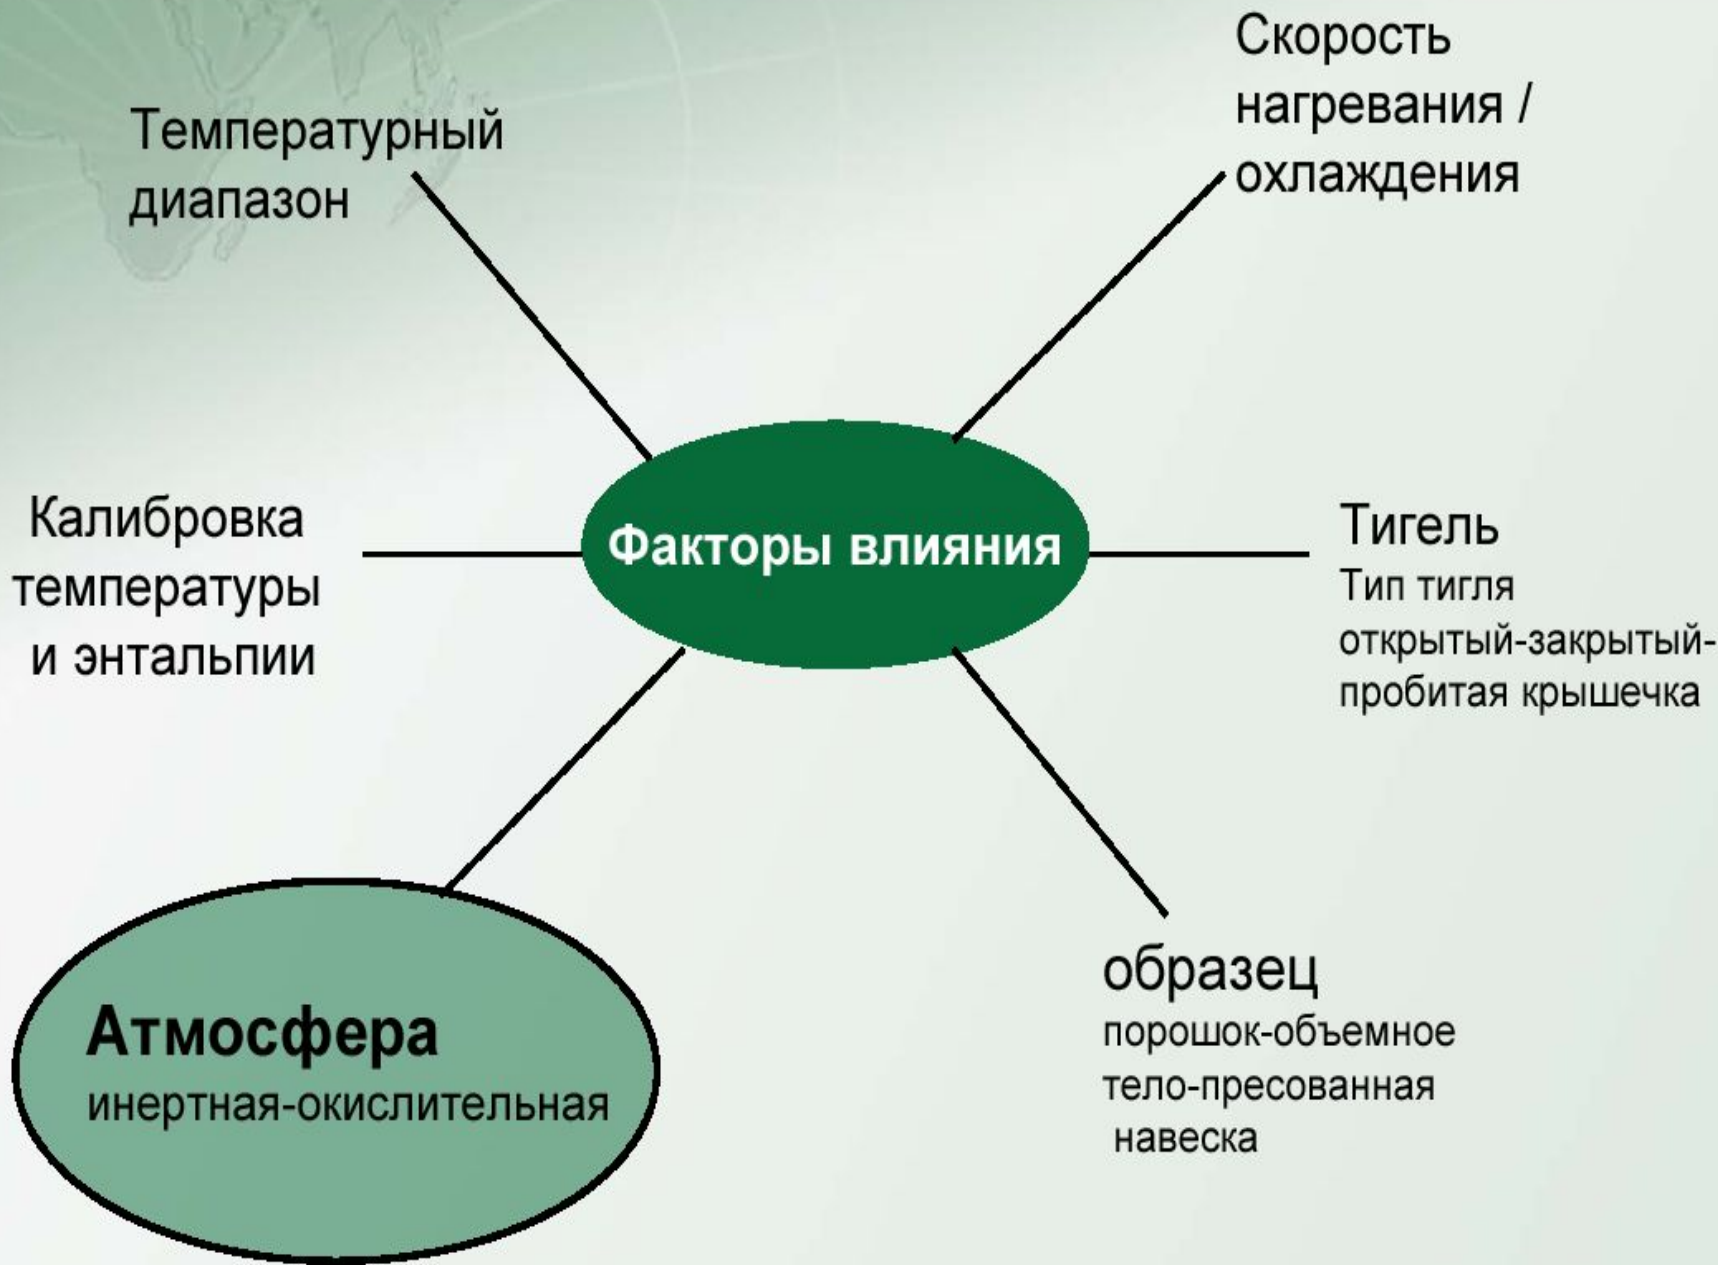 Температурный
диапазон
Скорость
нагревания /
охлаждения
Калибровка
температуры
и энтальпии
Факторы влияния
Тигель
Тип тигля
открытый-закрытый-
пробитая крышечка
Атмосфера
инертная-окислительная
образец
порошок-объемное
тело-пресованная
навеска